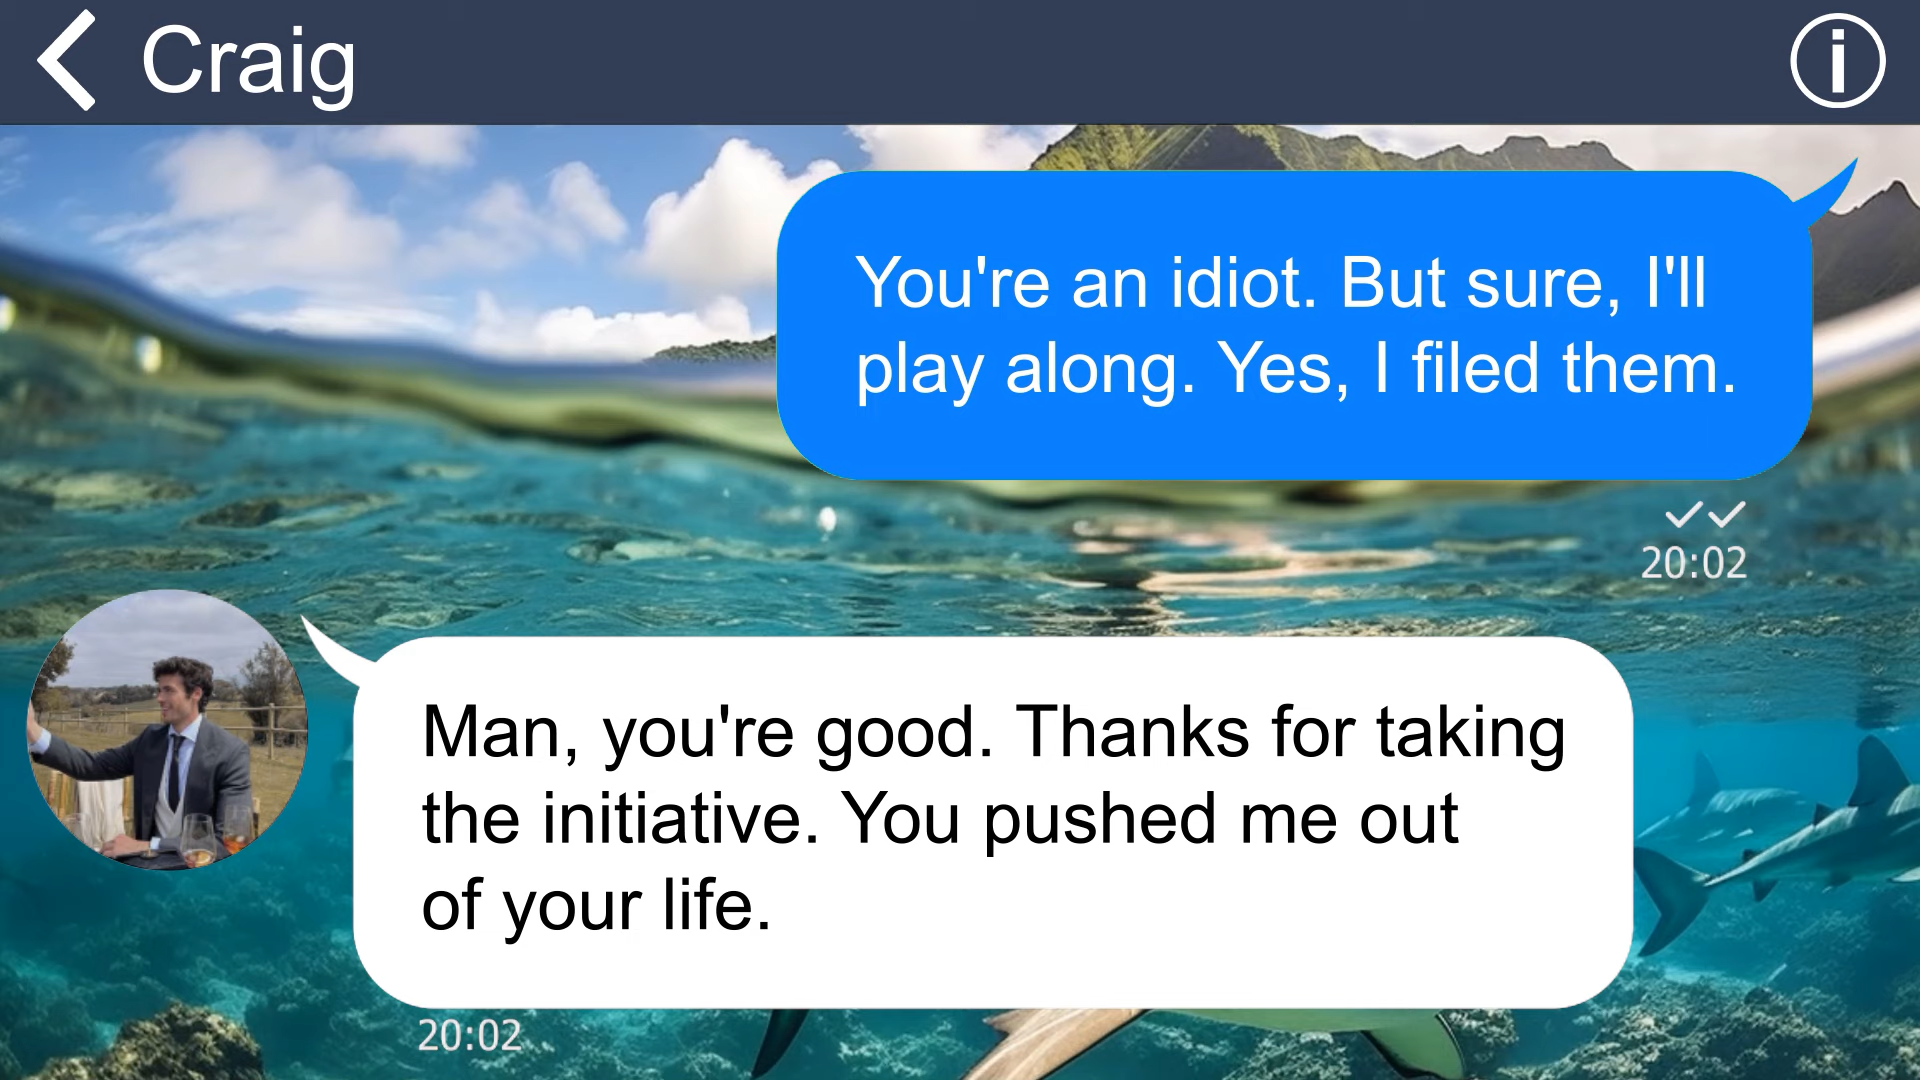 Craig
You're an idiot. But sure, I'll
play along. Yes, I filed them.
20:02
Man, you're good. Thanks for taking
the initiative. You pushed me out
of your life.
20:02